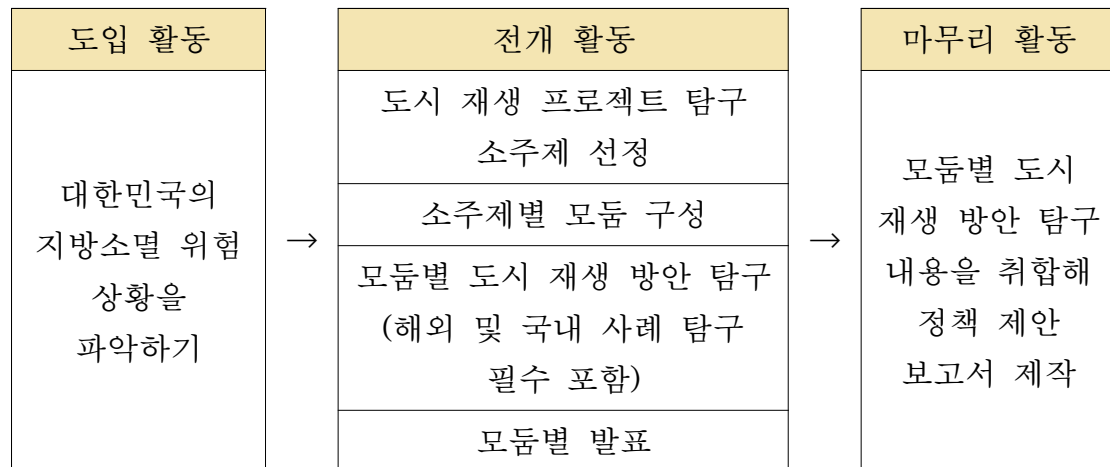 도입 활동
대한민국의
지방소멸 위험
상황을
파악하기
→
전개 활동
도시 재생 프로젝트 탐구
소주제 선정
소주제별 모둠 구성
모둠별 도시 재생 방안 탐구
(해외 및 국내 사례 탐구
필수 포함)
모둠별 발표
→
마무리 활동
모둠별 도시
재생 방안 탐구
내용을 취합해
정책 제안
보고서 제작